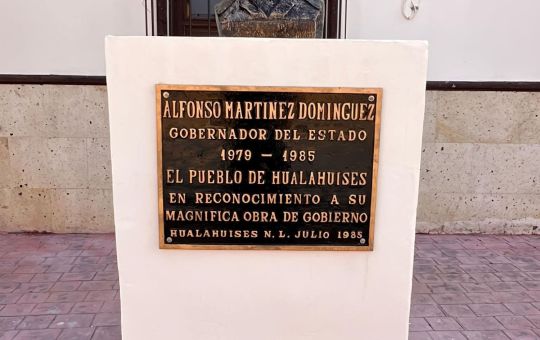 ALFONSO MARTINEZ DOMINGUEZ
GOBERNADOR DEL ESTADO
1979 – 1985
EL PUEBLO DE HUALAHUISES
EN RECONOCIMIENTO A SU
MAGNIFICA OBRA DE GOBIERNO
HUALAHUISES N.L. JULIO 1985